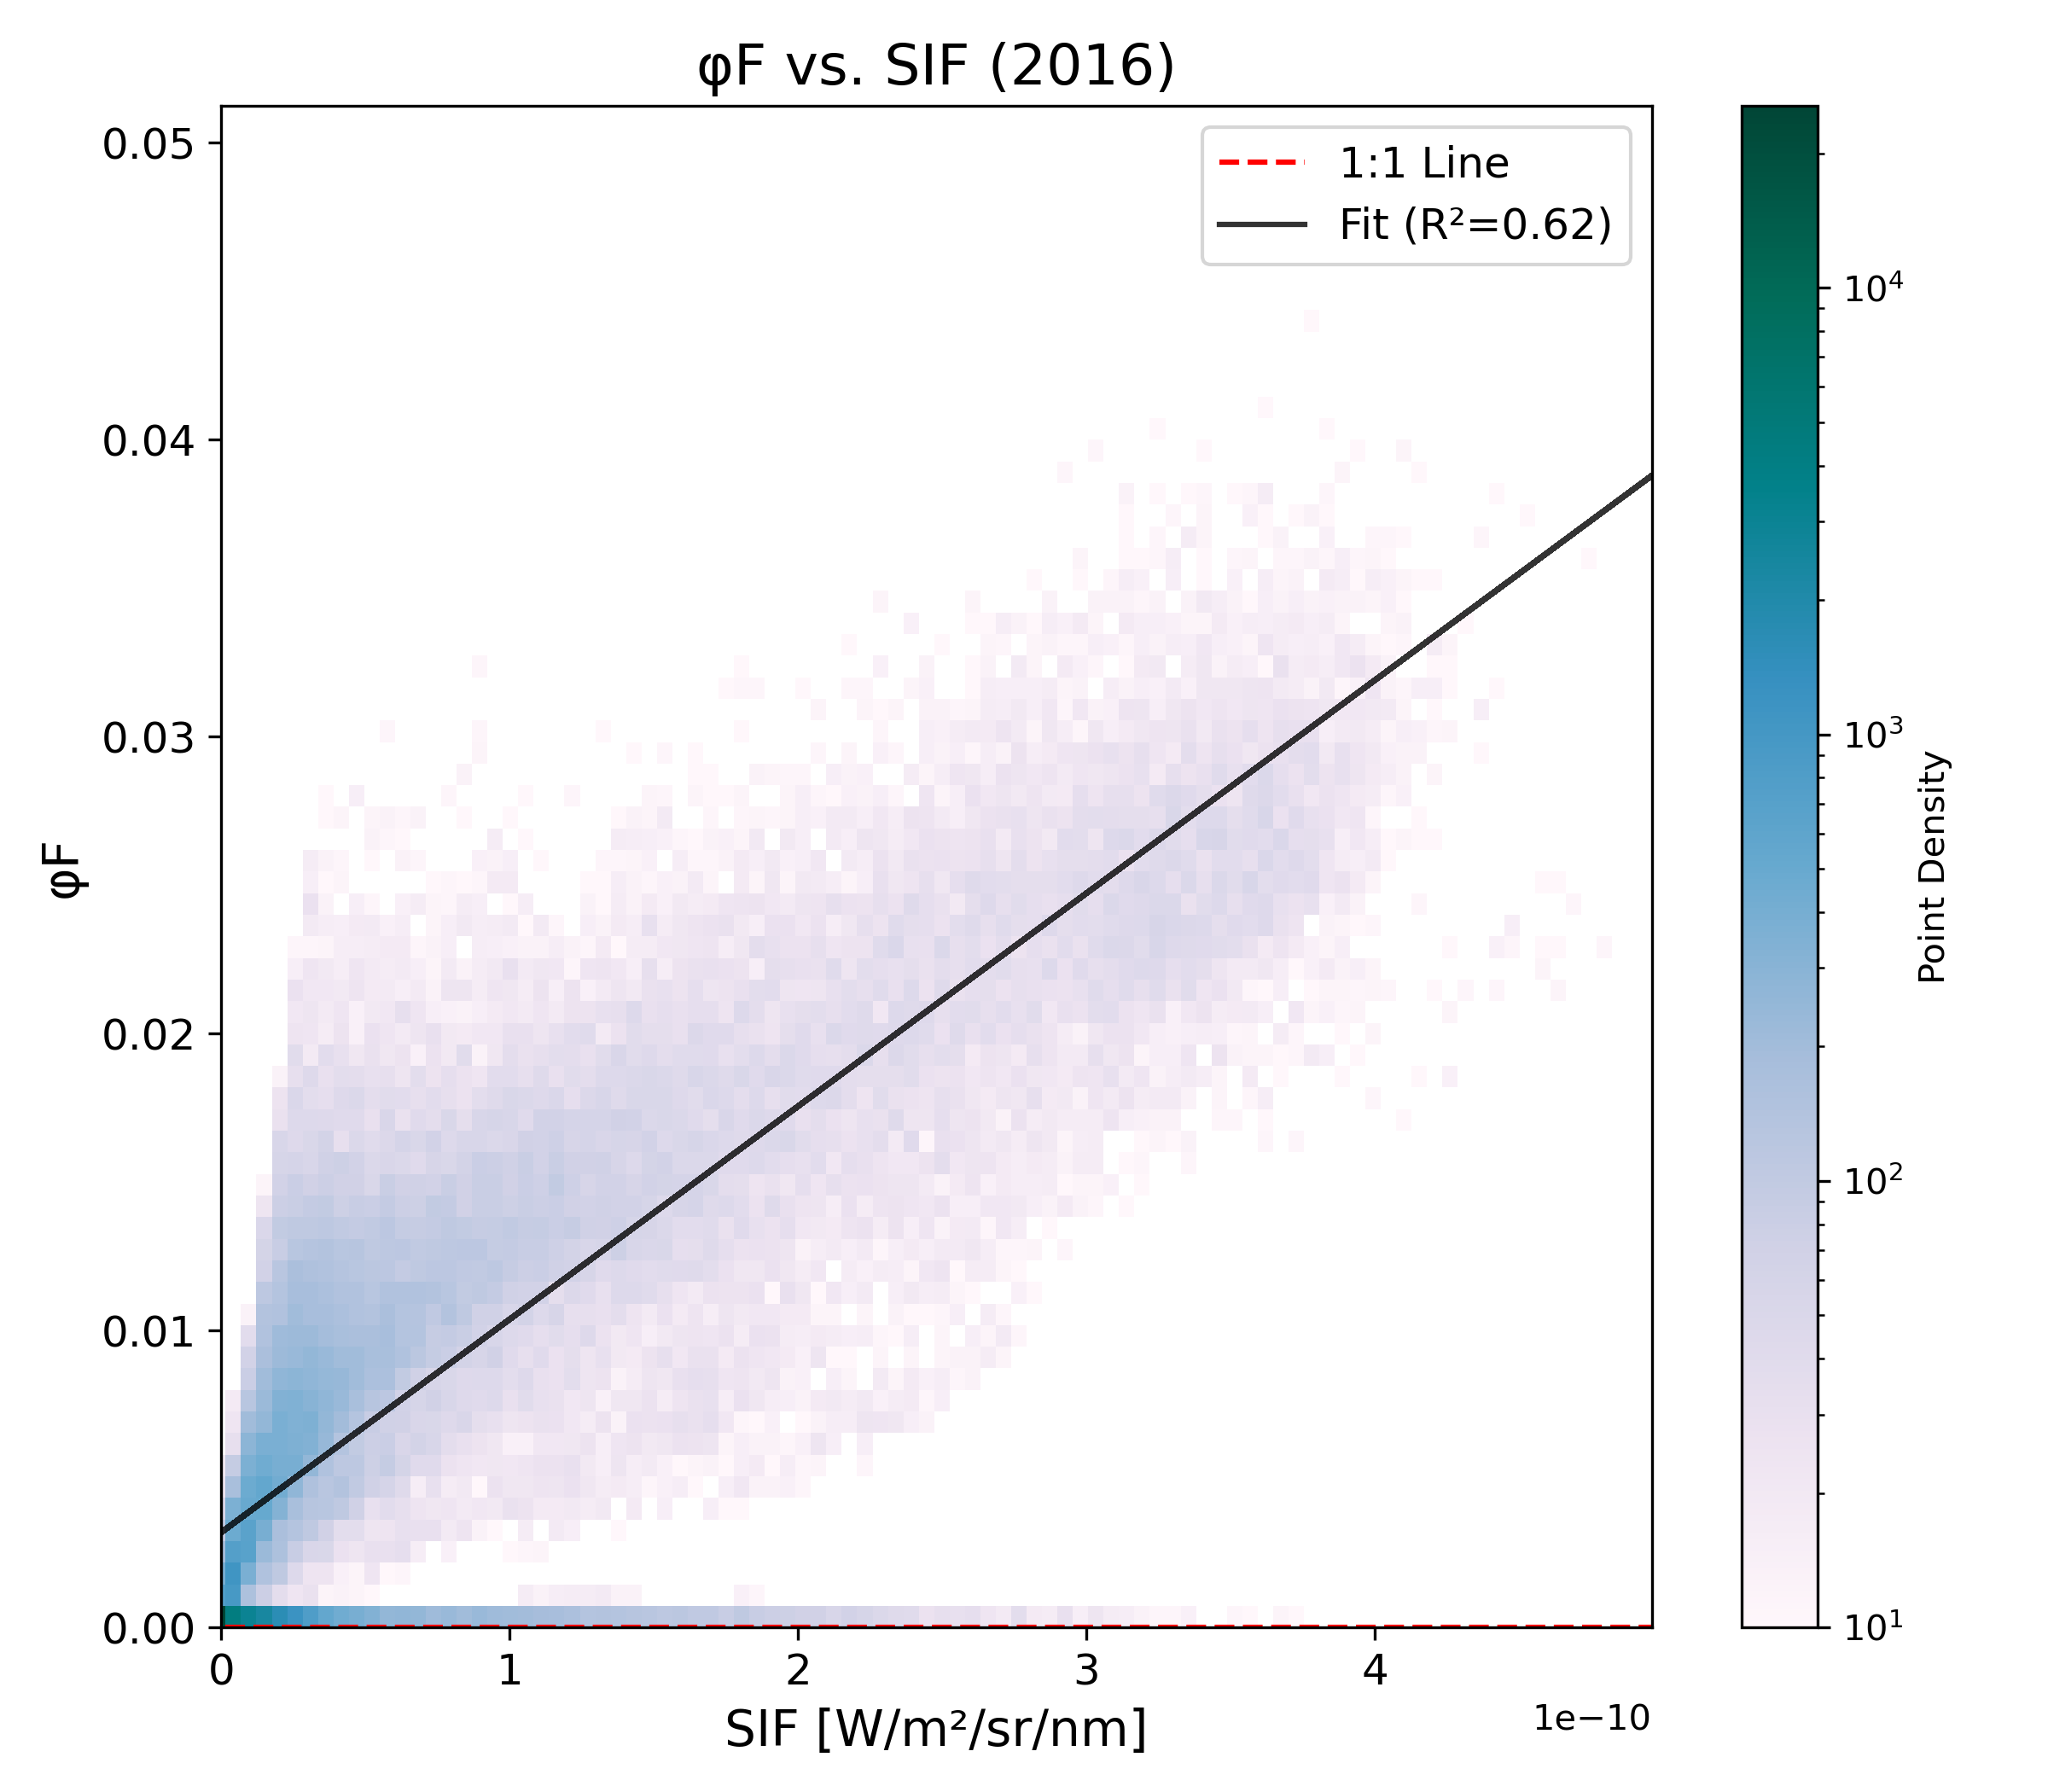 φF vs. SIF (2016)
1:1 Line
Fit (R²=0.62)
0.05
0.04
0.03
0.02
0.01
0.00
φF
0 1 2 3 4
1e−10
SIF [W/m²/sr/nm]
10⁴
10³
10²
10¹
Point Density